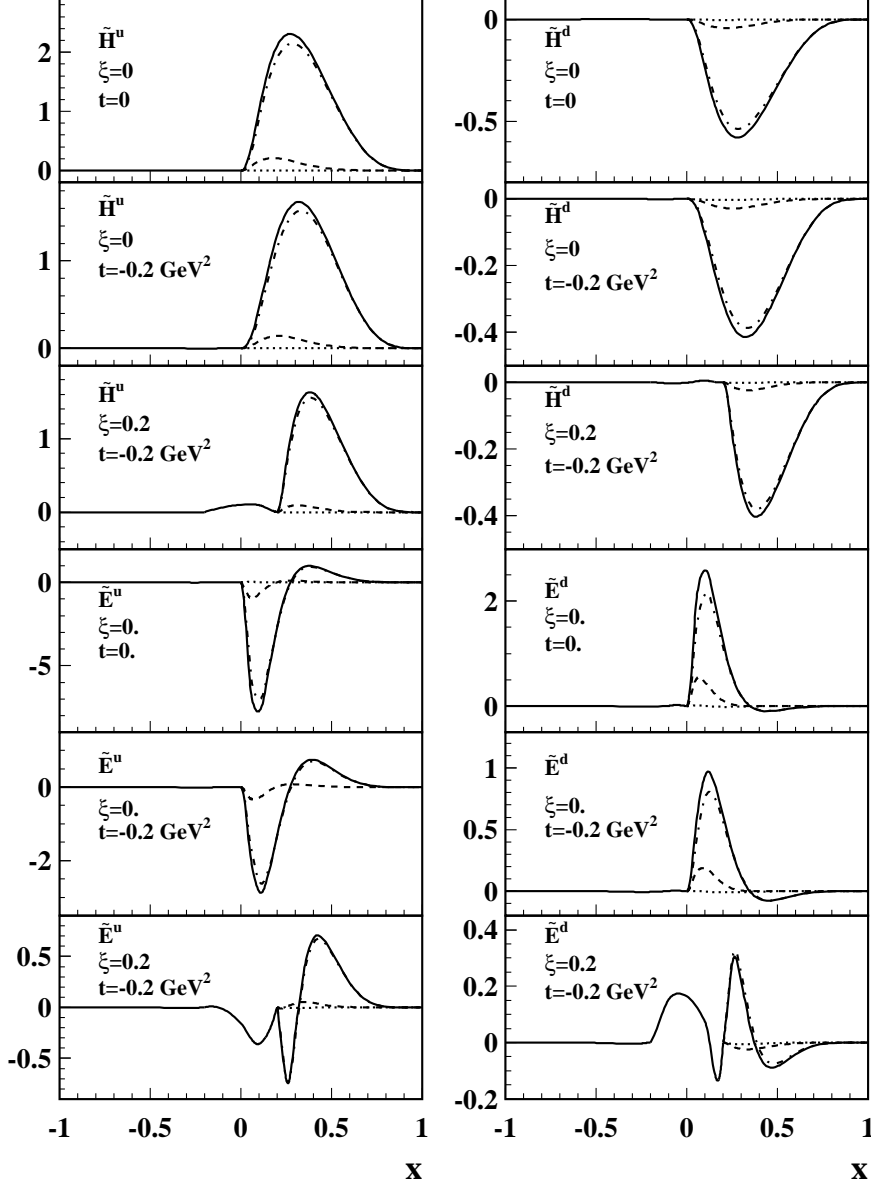 H̃ᵘ
ξ=0
t=0
2
1
0
H̃ᵘ
ξ=0
t=-0.2 GeV²
1
0
H̃ᵘ
ξ=0.2
t=-0.2 GeV²
1
0
Ẽᵘ
ξ=0.
t=0.
0
-5
Ẽᵘ
ξ=0.
t=-0.2 GeV²
0
-2
Ẽᵘ
ξ=0.2
t=-0.2 GeV²
0.5
0
-0.5
-1
-0.5
0
0.5
1
x
H̃ᵈ
ξ=0
t=0
0
-0.5
H̃ᵈ
ξ=0
t=-0.2 GeV²
0
-0.2
-0.4
H̃ᵈ
ξ=0.2
t=-0.2 GeV²
0
-0.2
-0.4
Ẽᵈ
ξ=0.
t=0.
2
0
Ẽᵈ
ξ=0.
t=-0.2 GeV²
1
0.5
0
Ẽᵈ
ξ=0.2
t=-0.2 GeV²
0.4
0.2
0
-0.2
-1
-0.5
0
0.5
1
x